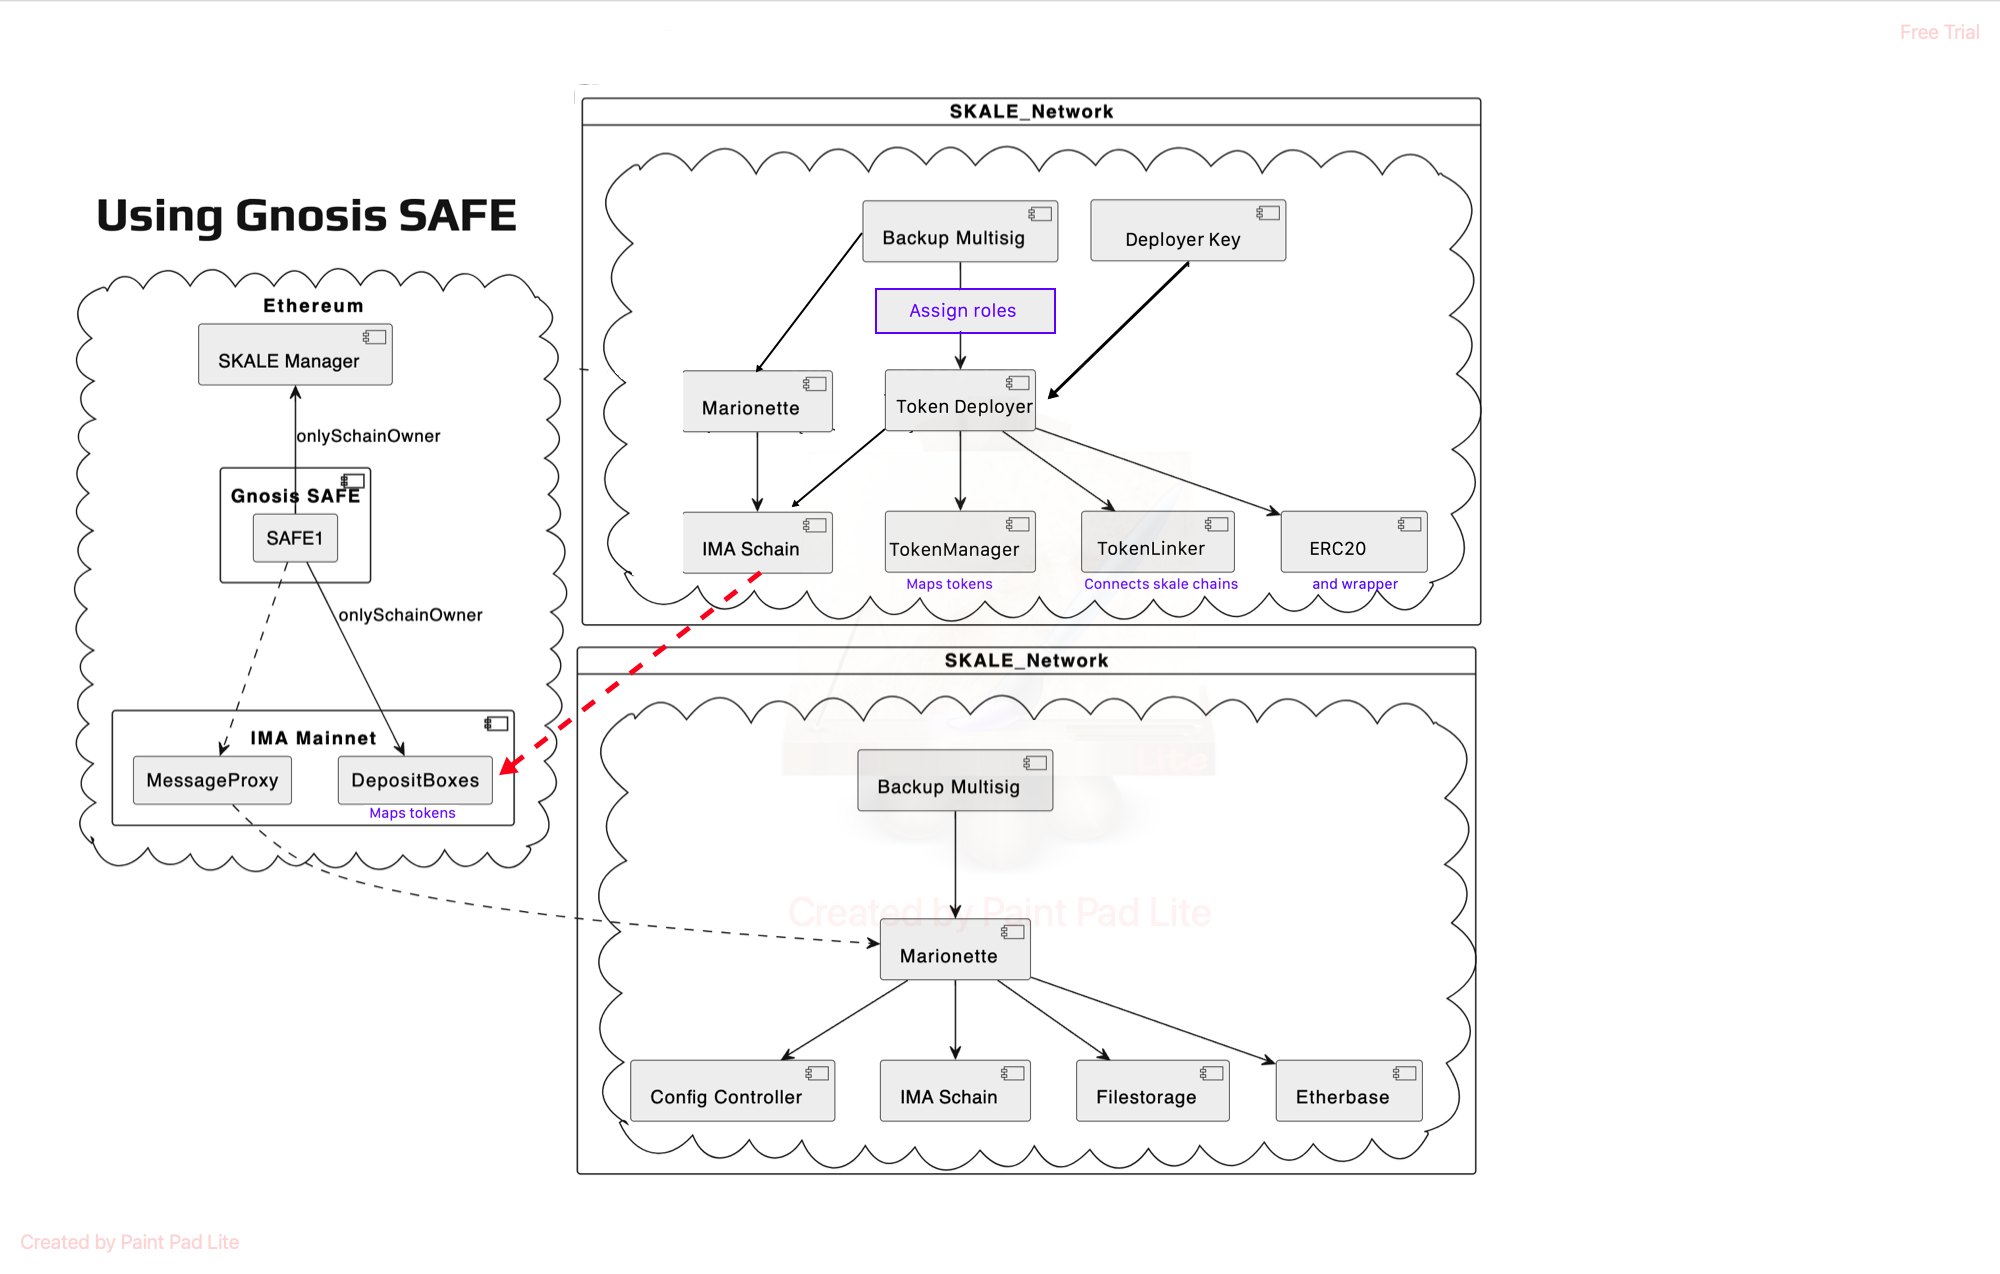 Free Trial
Using Gnosis SAFE
Ethereum
SKALE Manager
onlySchainOwner
Gnosis SAFE
SAFE1
onlySchainOwner
IMA Mainnet
MessageProxy
DepositBoxes
Maps tokens
SKALE_Network
Backup Multisig
Deployer Key
Assign roles
Marionette
Token Deployer
IMA Schain
TokenManager
TokenLinker
ERC20
Maps tokens
Connects skale chains
and wrapper
SKALE_Network
Backup Multisig
Lite
Created by Paint Pad Lite
Marionette
Config Controller
IMA Schain
Filestorage
Etherbase
Created by Paint Pad Lite